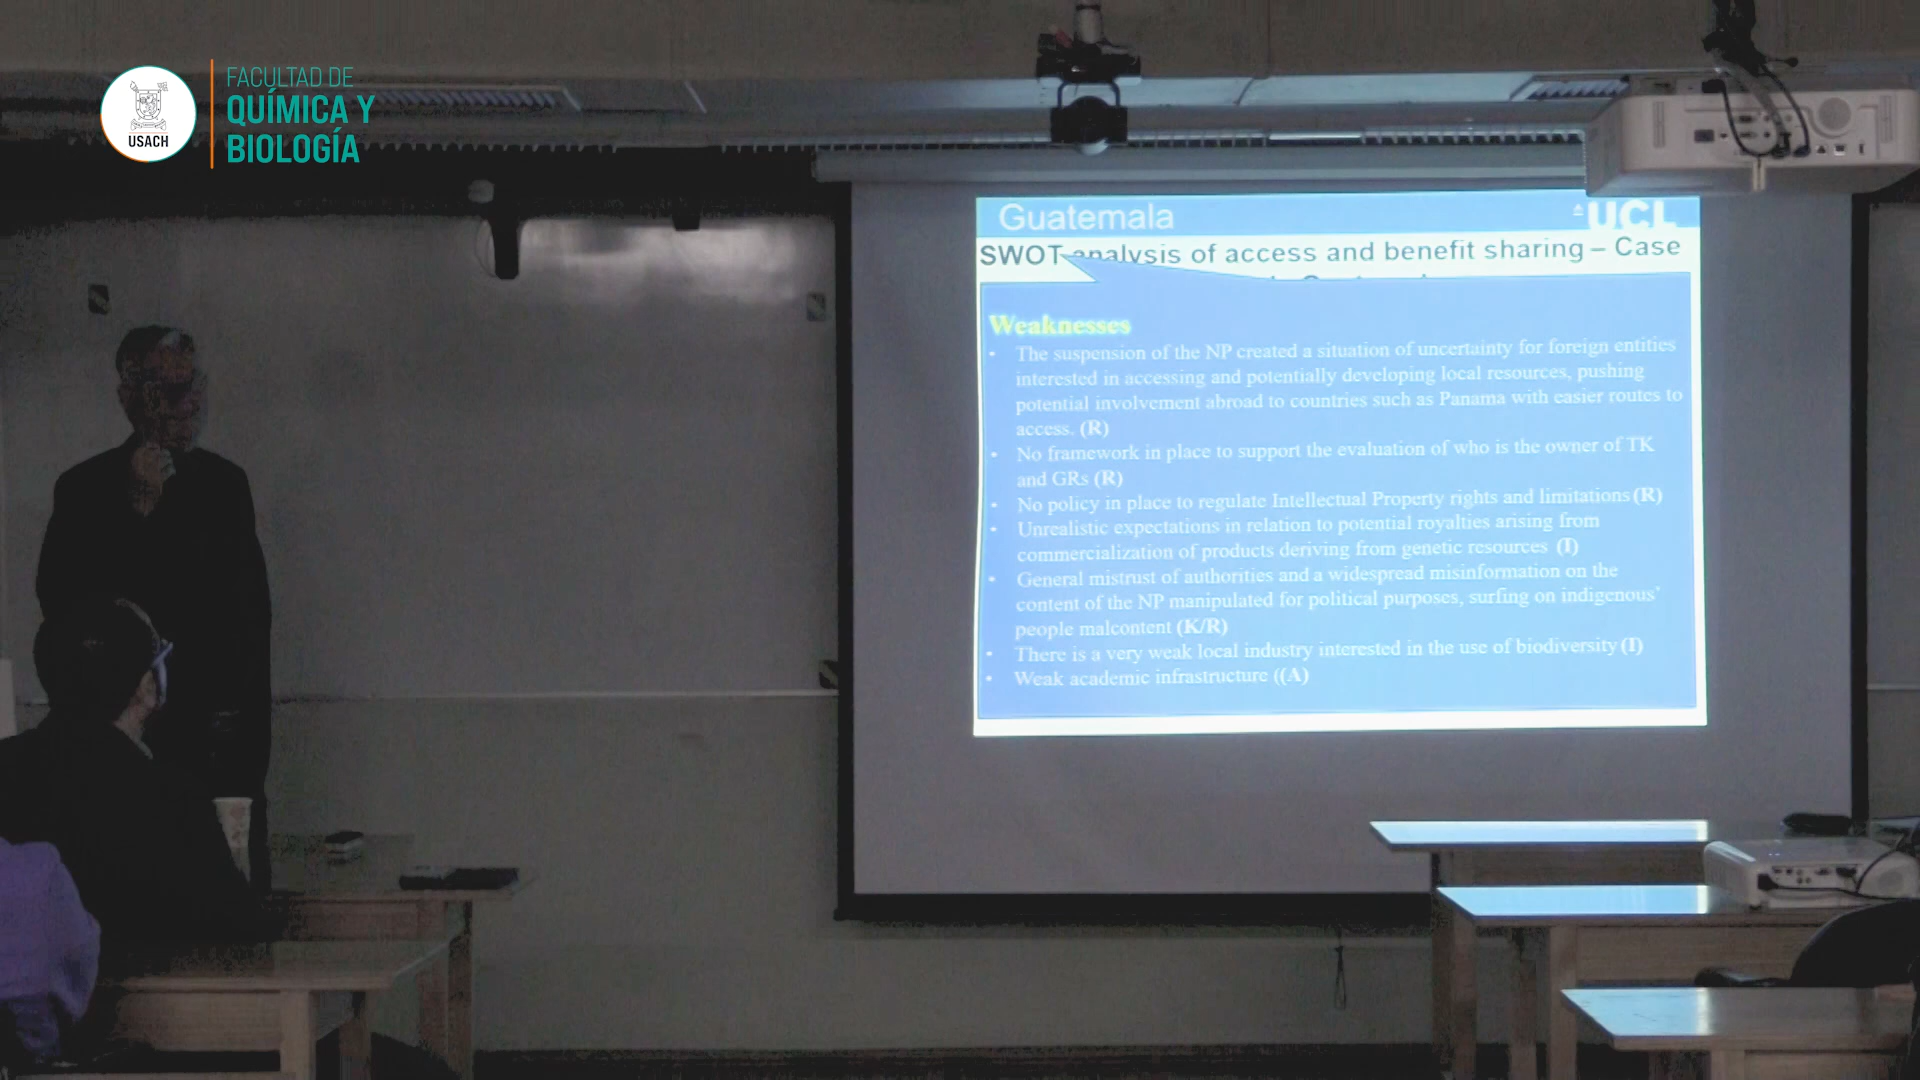 FACULTAD DE
QUÍMICA Y
BIOLOGÍA
USACH
Guatemala
UCL
SWOT analysis of access and benefit sharing – Case
Weaknesses
• The suspension of the NP created a situation of uncertainty for foreign entities
interested in accessing and potentially developing local resources, pushing
potential involvement abroad to countries such as Panama with easier routes to
access. (R)
• No framework in place to support the evaluation of who is the owner of TK
and GRs (R)
• No policy in place to regulate Intellectual Property rights and limitations (R)
• Unrealistic expectations in relation to potential royalties arising from
commercialization of products deriving from genetic resources (I)
• General mistrust of authorities and a widespread misinformation on the
content of the NP manipulated for political purposes, surfing on indigenous'
people malcontent (K/R)
• There is a very weak local industry interested in the use of biodiversity (I)
• Weak academic infrastructure ((A)